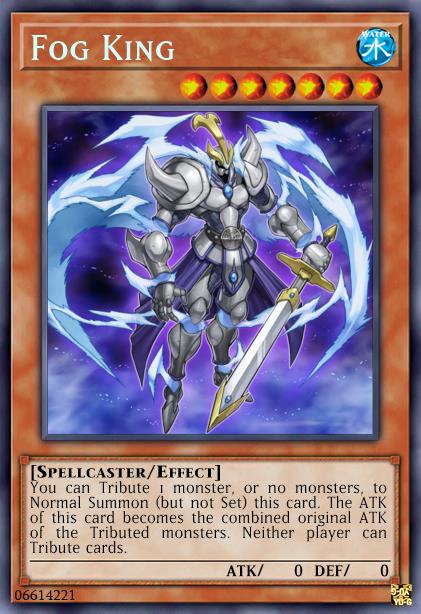 Fog King
WATER
水
[Spellcaster/Effect]
You can Tribute 1 monster, or no monsters, to
Normal Summon (but not Set) this card. The ATK
of this card becomes the combined original ATK
of the Tributed monsters. Neither player can
Tribute cards.
ATK/ 0 DEF/ 0
06614221